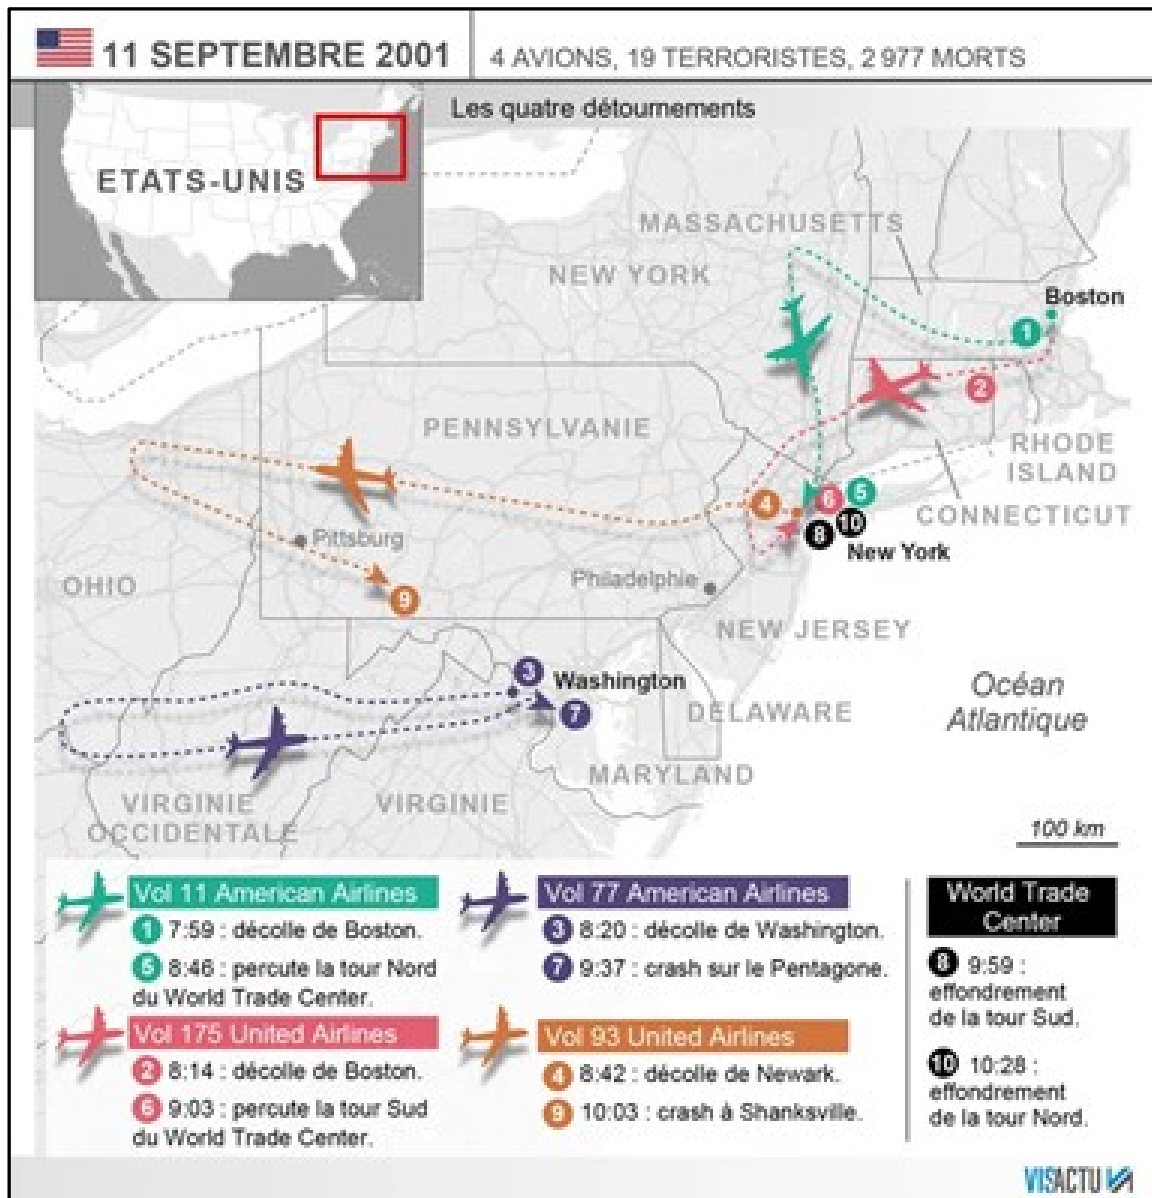 11 SEPTEMBRE 2001
4 AVIONS, 19 TERRORISTES, 2 977 MORTS
Les quatre détournements
ETATS-UNIS
MASSACHUSETTS
NEW YORK
Boston
1
2
PENNSYLVANIE
RHODE
ISLAND
CONNECTICUT
4
6
5
8
10
New York
Pittsburg
OHIO
9
Philadelphie
NEW JERSEY
3
Washington
7
DELAWARE
Océan
Atlantique
MARYLAND
VIRGINIE
OCCIDENTALE
VIRGINIE
100 km
Vol 11 American Airlines
1 7:59 : décolle de Boston.
5 8:46 : percute la tour Nord
du World Trade Center.
Vol 175 United Airlines
2 8:14 : décolle de Boston.
6 9:03 : percute la tour Sud
du World Trade Center.
Vol 77 American Airlines
3 8:20 : décolle de Washington.
7 9:37 : crash sur le Pentagone.
Vol 93 United Airlines
4 8:42 : décolle de Newark.
9 10:03 : crash à Shanksville.
World Trade
Center
8 9:59 :
effondrement
de la tour Sud.
10 10:28 :
effondrement
de la tour Nord.
VISACTU